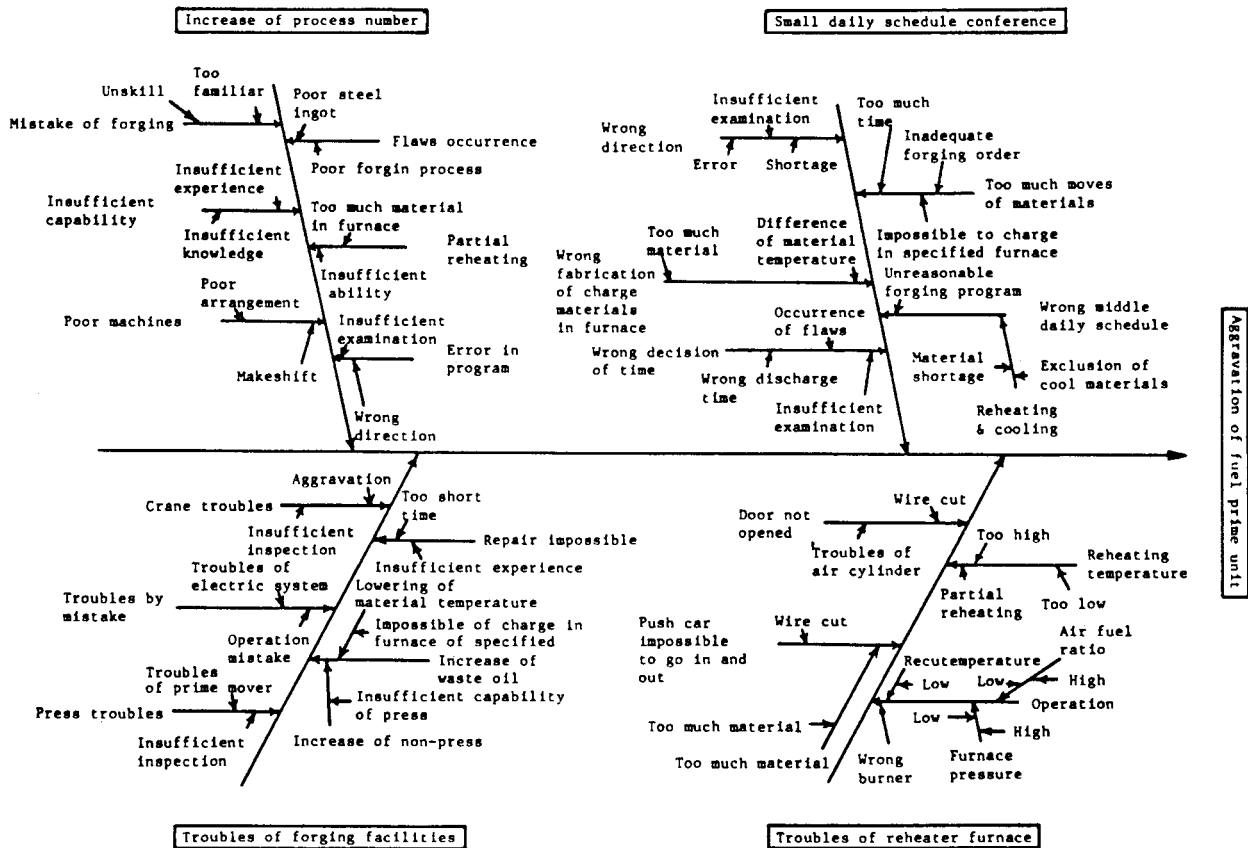 Increase of process number
Small daily schedule conference
Too
familiar
Unskill
Mistake of forging
Poor steel
ingot
Flaws occurrence
Poor forgin process
Insufficient
experience
Insufficient
capability
Insufficient
knowledge
Too much material
in furnace
Partial
reheating
Insufficient
ability
Poor
arrangement
Poor machines
Makeshift
Insufficient
examination
Error in
program
Wrong
direction
Insufficient
examination
Wrong
direction
Error
Shortage
Too much
time
Inadequate
forging order
Too much moves
of materials
Impossible to charge
in specified furnace
Too much
material
Difference
of material
temperature
Wrong
fabrication
of charge
materials
in furnace
Unreasonable
forging program
Wrong middle
daily schedule
Material
shortage
Exclusion of
cool materials
Occurrence
of flaws
Wrong decision
of time
Wrong discharge
time
Insufficient
examination
Reheating
& cooling
Aggravation of fuel prime unit
Aggravation
Crane troubles
Insufficient
inspection
Too short
time
Repair impossible
Insufficient experience
Troubles of
electric system
Troubles by
mistake
Operation
mistake
Lowering of
material temperature
Impossible of charge in
furnace of specified
Increase of
waste oil
Insufficient capability
of press
Increase of non-press
Troubles
of prime mover
Press troubles
Insufficient
inspection
Wire cut
Door not
opened
Troubles of
air cylinder
Too high
Reheating
temperature
Partial
reheating
Too low
Push car
impossible
to go in and
out
Wire cut
Too much material
Too much material
Air fuel
ratio
Recutemperature
Low
Low
High
Operation
Low
High
Wrong
burner
Furnace
pressure
Troubles of forging facilities
Troubles of reheater furnace